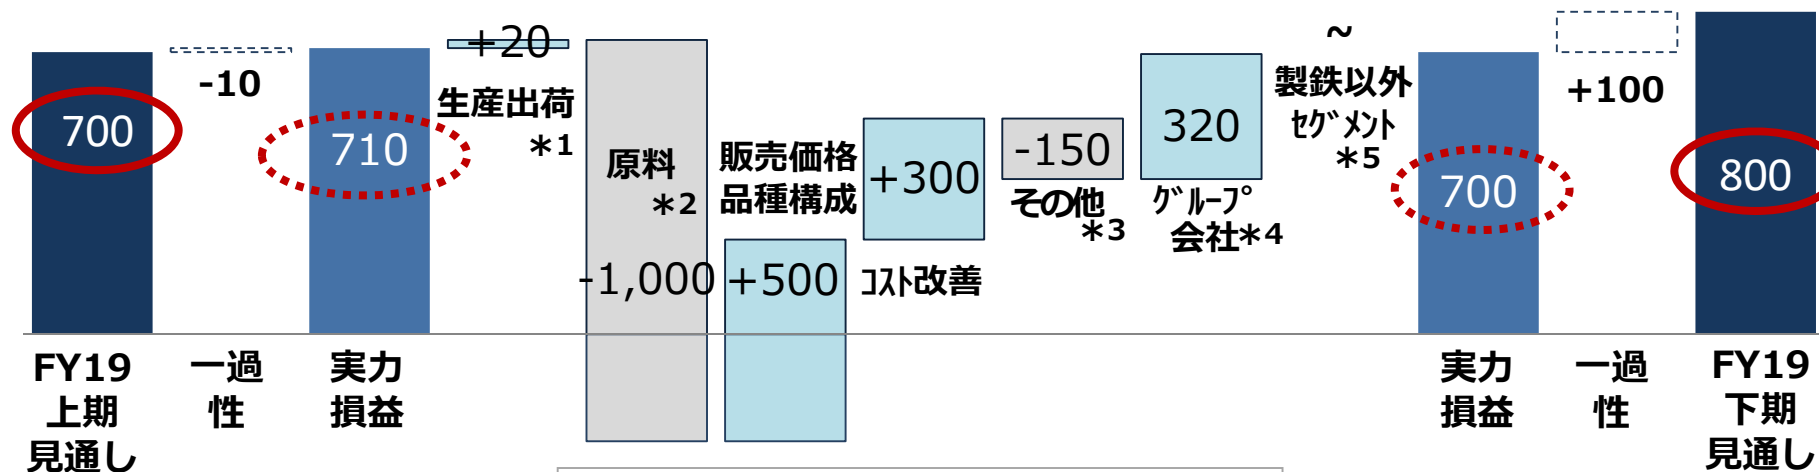 700
-10
710
+20
生産出荷
*1
原料
*2
-1,000
販売価格
品種構成
+500
+300
ｺｽﾄ改善
-150
その他
*3
320
ｸﾞﾙｰﾌﾟ
会社*4
~
製鉄以外
ｾｸﾞﾒﾝﾄ
*5
700
+100
800
FY19
上期
見通し
一過
性
実力
損益
実力
損益
一過
性
FY19
下期
見通し